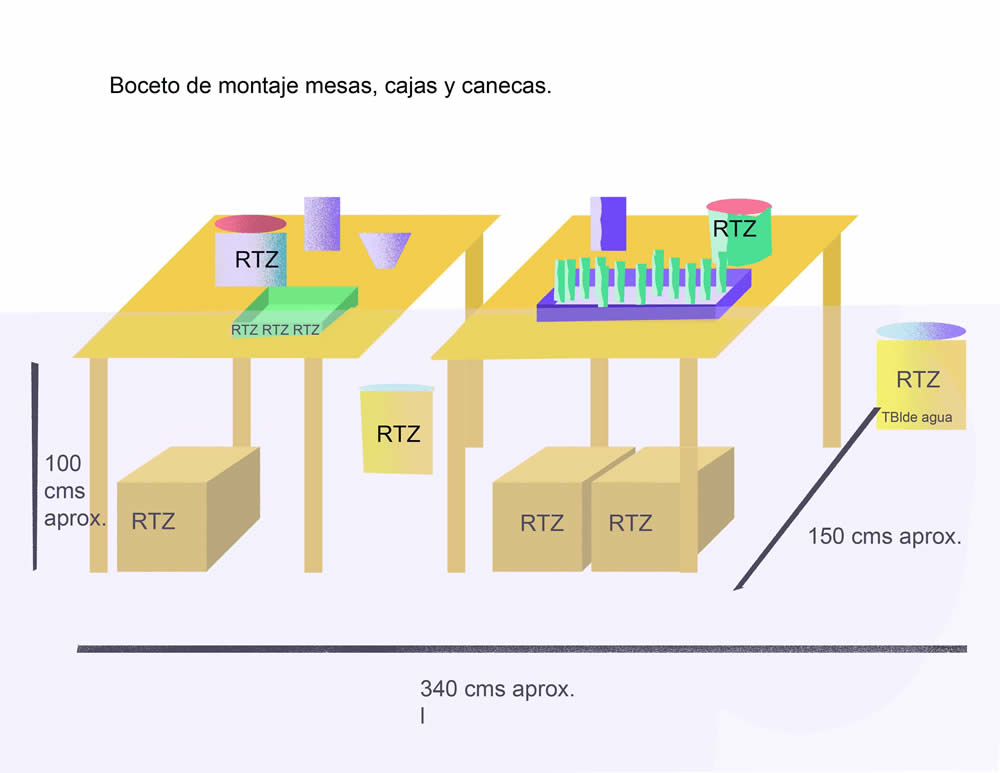 Boceto de montaje mesas, cajas y canecas.
RTZ
RTZ
RTZ RTZ RTZ
RTZ
TBIde agua
RTZ
100
cms
aprox.
RTZ
RTZ
RTZ
150 cms aprox.
340 cms aprox.
l